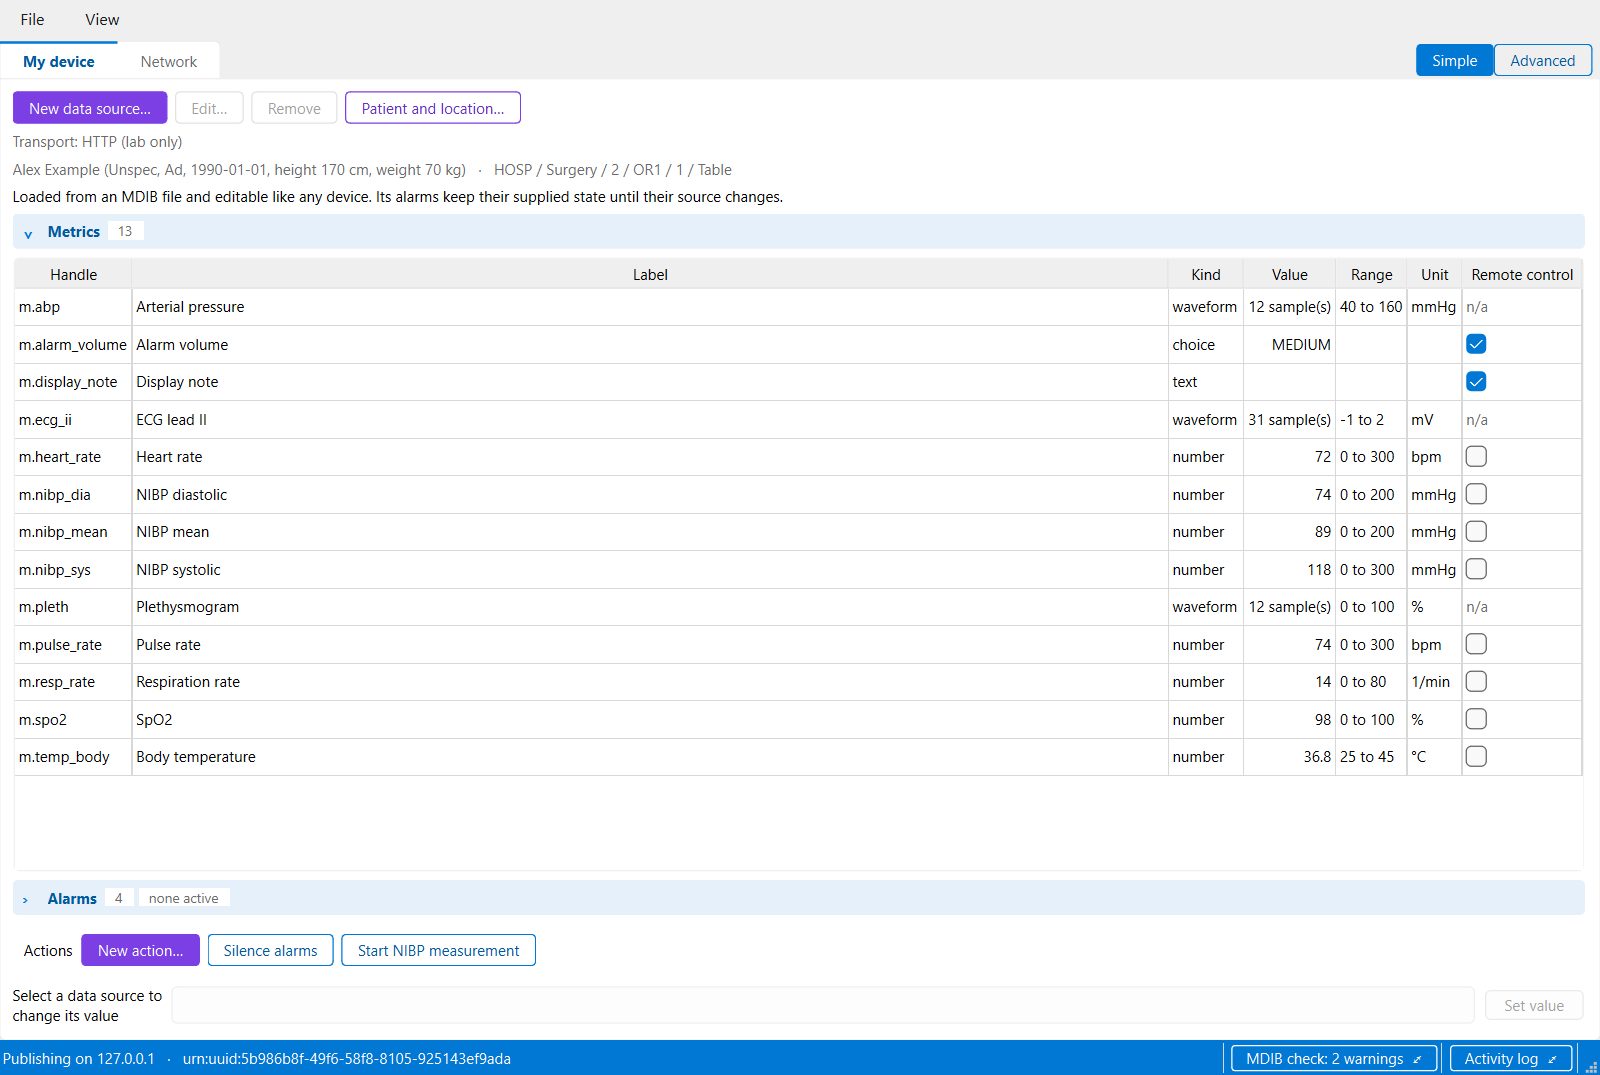 File View
My device Network Simple Advanced
New data source... Edit... Remove Patient and location...
Transport: HTTP (lab only)
Alex Example (Unspec, Ad, 1990-01-01, height 170 cm, weight 70 kg) · HOSP / Surgery / 2 / OR1 / 1 / Table
Loaded from an MDIB file and editable like any device. Its alarms keep their supplied state until their source changes.
Metrics 13
Handle Label Kind Value Range Unit Remote control
m.abp Arterial pressure waveform 12 sample(s) 40 to 160 mmHg n/a
m.alarm_volume Alarm volume choice MEDIUM
m.display_note Display note text
m.ecg_ii ECG lead II waveform 31 sample(s) -1 to 2 mV n/a
m.heart_rate Heart rate number 72 0 to 300 bpm
m.nibp_dia NIBP diastolic number 74 0 to 200 mmHg
m.nibp_mean NIBP mean number 89 0 to 200 mmHg
m.nibp_sys NIBP systolic number 118 0 to 300 mmHg
m.pleth Plethysmogram waveform 12 sample(s) 0 to 100 % n/a
m.pulse_rate Pulse rate number 74 0 to 300 bpm
m.resp_rate Respiration rate number 14 0 to 80 1/min
m.spo2 SpO2 number 98 0 to 100 %
m.temp_body Body temperature number 36.8 25 to 45 °C
Alarms 4 none active
Actions New action... Silence alarms Start NIBP measurement
Select a data source to
change its value Set value
Publishing on 127.0.0.1 · urn:uuid:5b986b8f-49f6-58f8-8105-925143ef9ada MDIB check: 2 warnings Activity log